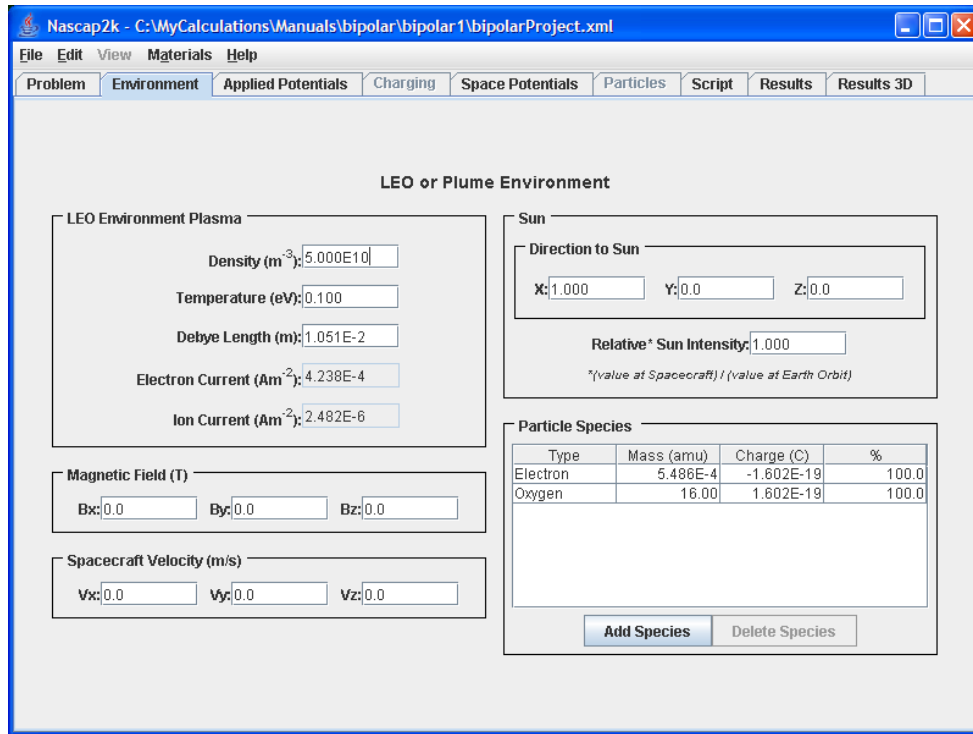 Nascap2k - C:\MyCalculations\Manuals\bipolar\bipolar1\bipolarProject.xml
File Edit View Materials Help
Problem Environment Applied Potentials Charging Space Potentials Particles Script Results Results 3D
LEO or Plume Environment
LEO Environment Plasma
Density (m-3): 5.000E10
Temperature (eV): 0.100
Debye Length (m): 1.051E-2
Electron Current (Am-2): 4.238E-4
Ion Current (Am-2): 2.482E-6
Magnetic Field (T)
Bx: 0.0 By: 0.0 Bz: 0.0
Spacecraft Velocity (m/s)
Vx: 0.0 Vy: 0.0 Vz: 0.0
Sun
Direction to Sun
X: 1.000 Y: 0.0 Z: 0.0
Relative* Sun Intensity: 1.000
*(value at Spacecraft) / (value at Earth Orbit)
Particle Species
Type Mass (amu) Charge (C) %
Electron 5.486E-4 -1.602E-19 100.0
Oxygen 16.00 1.602E-19 100.0
Add Species Delete Species